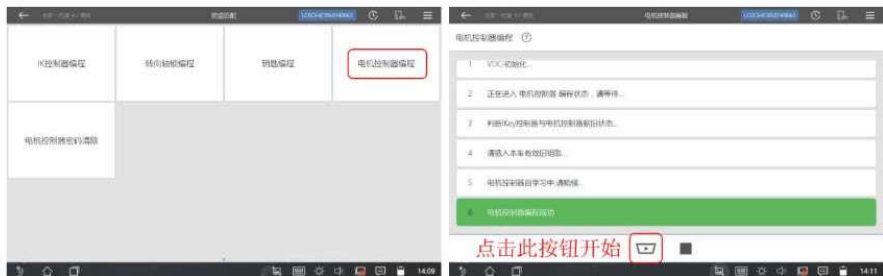 防盗匹配
IK控制器编程
转向轴锁编程
钥匙编程
电机控制器编程
电机控制器密码清除
14:09
电机控制器编程
电机控制器编程
1 VDC初始化...
2 正在进入 电机控制器 编程状态，请等待...
3 判断iKey控制器与电机控制器新旧状态...
4 请插入本车有效旧钥匙...
5 电机控制器自学习中,请稍候...
6 电机控制器编程成功
点击此按钮开始
14:11